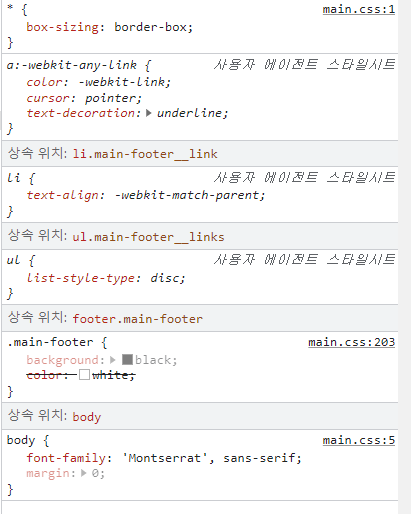 * { main.css:1
box-sizing: border-box;
}
a:-webkit-any-link { 사용자 에이전트 스타일시트
color: -webkit-link;
cursor: pointer;
text-decoration: underline;
}
상속 위치: li.main-footer__link
li { 사용자 에이전트 스타일시트
text-align: -webkit-match-parent;
}
상속 위치: ul.main-footer__links
ul { 사용자 에이전트 스타일시트
list-style-type: disc;
}
상속 위치: footer.main-footer
.main-footer { main.css:203
background: black;
color: white;
}
상속 위치: body
body { main.css:5
font-family: 'Montserrat', sans-serif;
margin: 0;
}